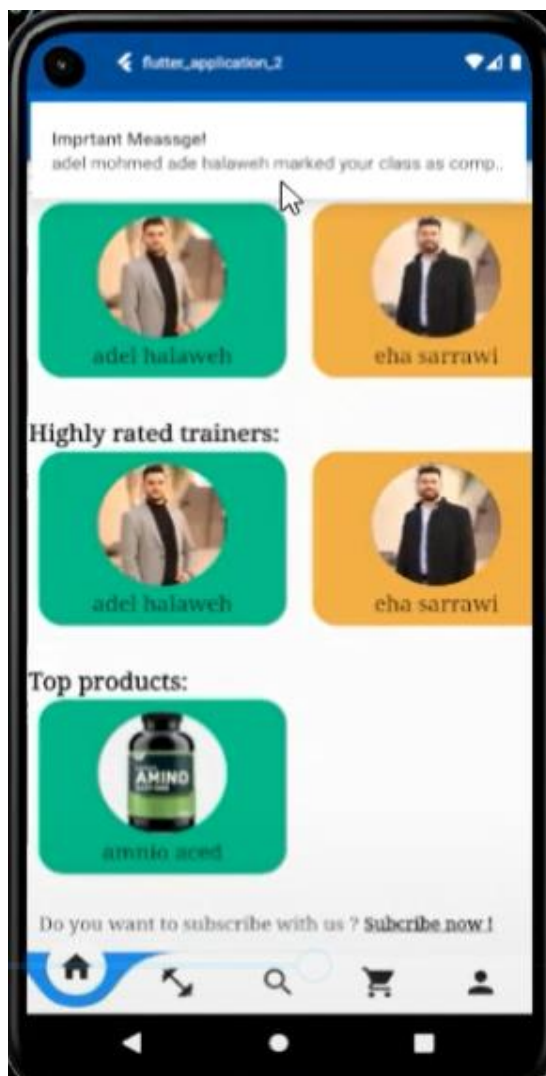 flutter_application_2
Imprtant Meassge!
adel mohmed ade halaweh marked your class as comp..
adel halaweh
eha sarrawi
Highly rated trainers:
adel halaweh
eha sarrawi
Top products:
AMINO
amnio aced
Do you want to subscribe with us ? Subcribe now !